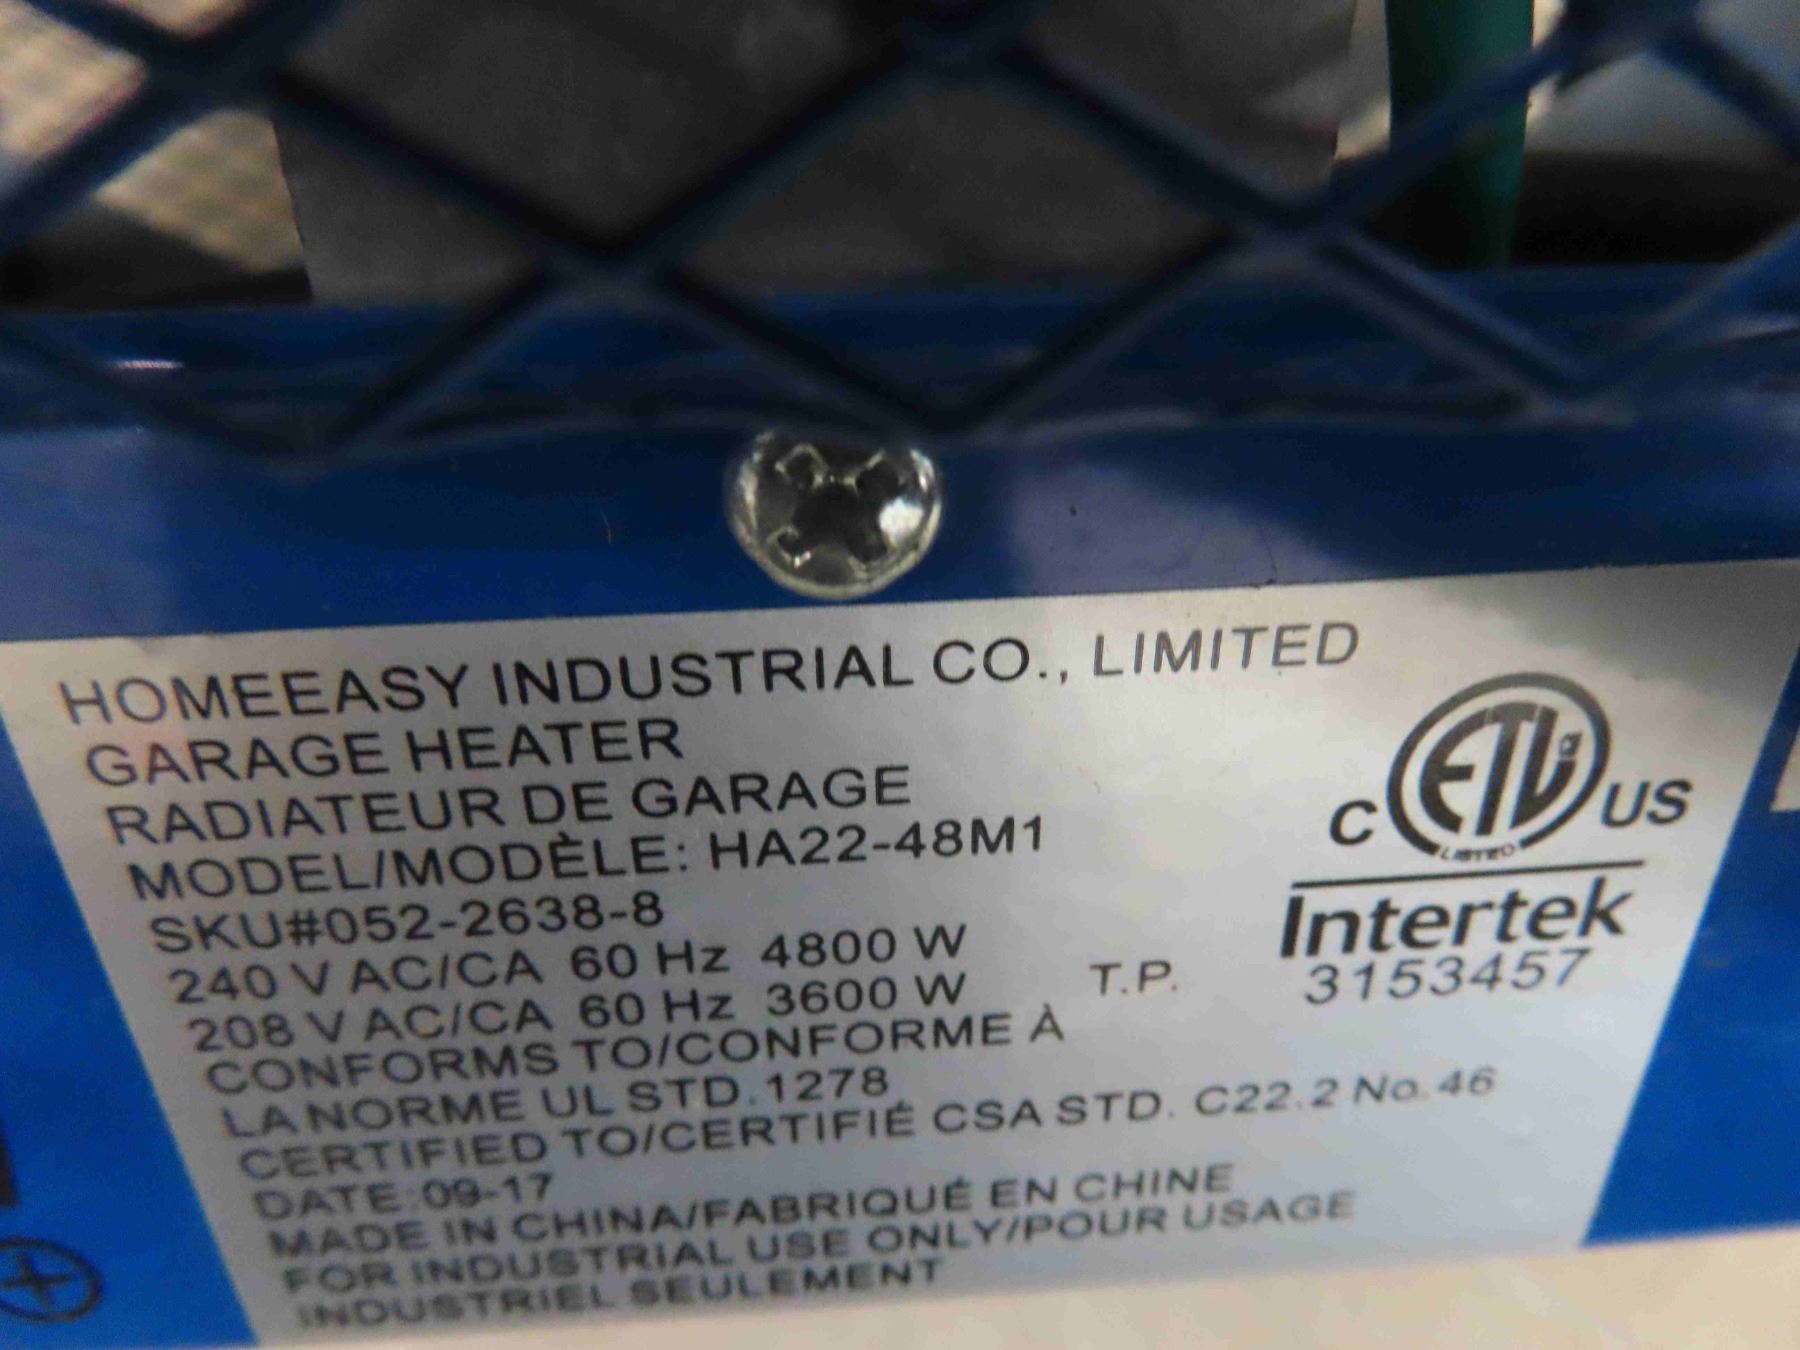 HOMEEASY INDUSTRIAL CO., LIMITED
GARAGE HEATER
RADIATEUR DE GARAGE
MODEL/MODÈLE: HA22-48M1
SKU#052-2638-8
240 V AC/CA 60 Hz 4800 W
208 V AC/CA 60 Hz 3600 W
T.P.
CONFORMS TO/CONFORME À
LA NORME UL STD.1278
CERTIFIED TO/CERTIFIÉ CSA STD. C22.2 No.46
DATE:09-17
MADE IN CHINA/FABRIQUÉ EN CHINE
FOR INDUSTRIAL USE ONLY/POUR USAGE
INDUSTRIEL SEULEMENT
C ETL US
LISTED
Intertek
3153457